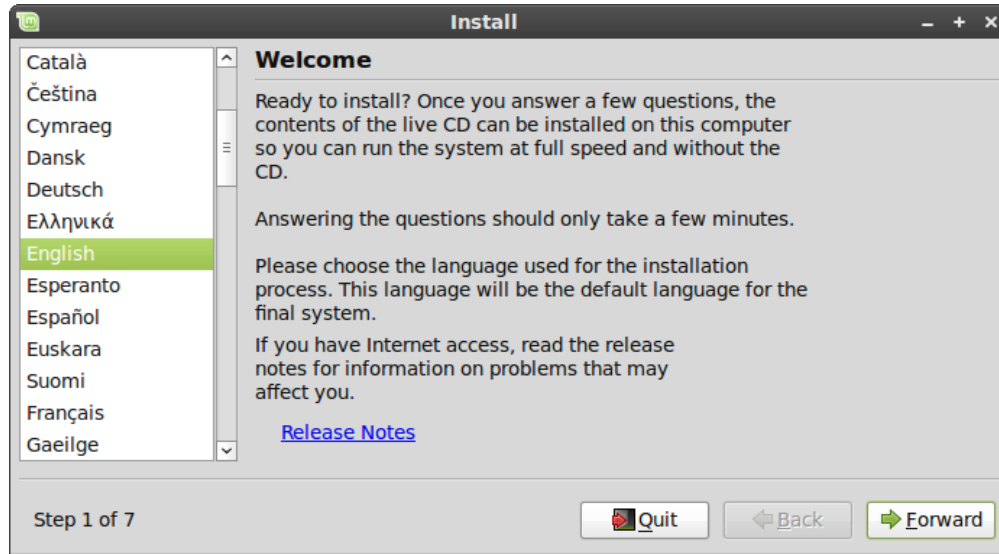 Install
Català
Čeština
Cymraeg
Dansk
Deutsch
Ελληνικά
English
Esperanto
Español
Euskara
Suomi
Français
Gaeilge
Welcome
Ready to install? Once you answer a few questions, the
contents of the live CD can be installed on this computer
so you can run the system at full speed and without the
CD.
Answering the questions should only take a few minutes.
Please choose the language used for the installation
process. This language will be the default language for the
final system.
If you have Internet access, read the release
notes for information on problems that may
affect you.
Release Notes
Step 1 of 7
Quit
Back
Forward